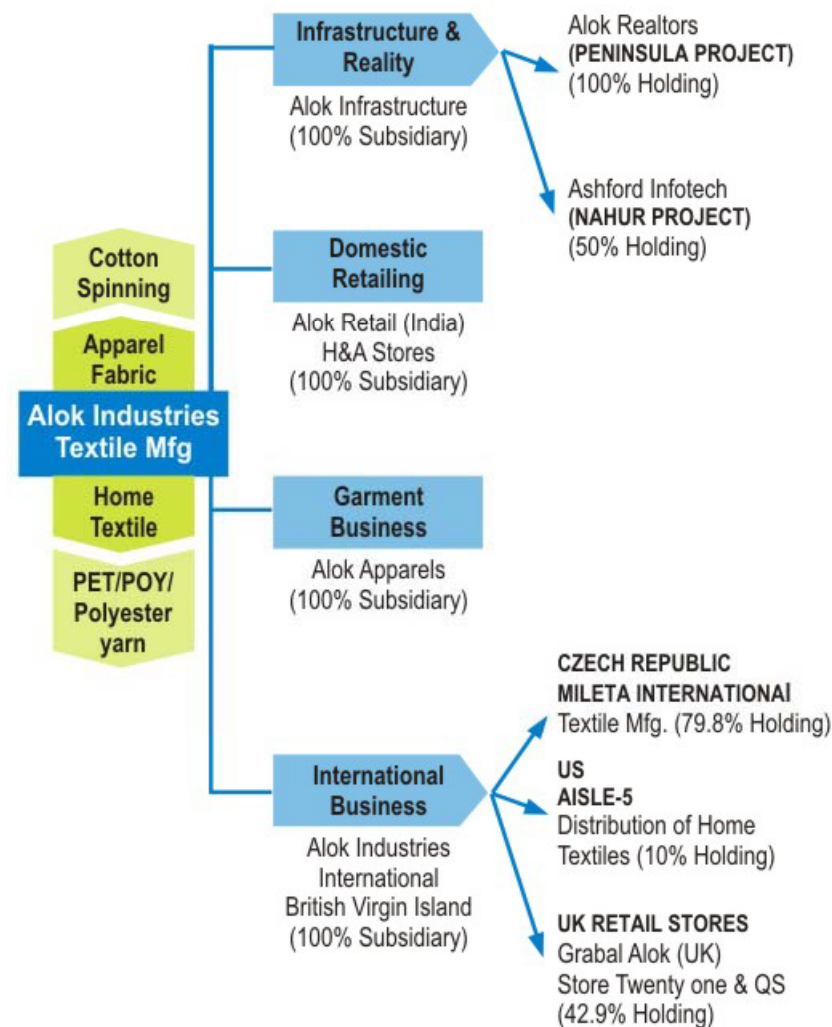 Cotton
Spinning
Apparel
Fabric
Alok Industries
Textile Mfg
Home
Textile
PET/POY/
Polyester
yarn
Infrastructure &
Reality
Alok Infrastructure
(100% Subsidiary)
Alok Realtors
(PENINSULA PROJECT)
(100% Holding)
Ashford Infotech
(NAHUR PROJECT)
(50% Holding)
Domestic
Retailing
Alok Retail (India)
H&A Stores
(100% Subsidiary)
Garment
Business
Alok Apparels
(100% Subsidiary)
International
Business
Alok Industries
International
British Virgin Island
(100% Subsidiary)
CZECH REPUBLIC
MILETA INTERNATIONAl
Textile Mfg. (79.8% Holding)
US
AISLE-5
Distribution of Home
Textiles (10% Holding)
UK RETAIL STORES
Grabal Alok (UK)
Store Twenty one & QS
(42.9% Holding)